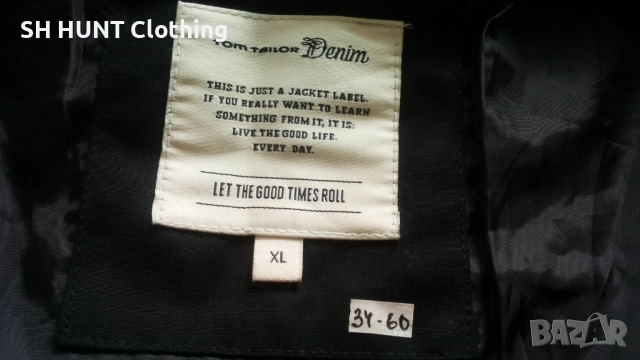 SH HUNT Clothing
TOM TAILOR Denim
THIS IS JUST A JACKET LABEL.
IF YOU REALLY WANT TO LEARN
SOMETHING FROM IT, IT IS:
LIVE THE GOOD LIFE.
EVERY DAY.
LET THE GOOD TIMES ROLL
XL
34-60
BAZAR